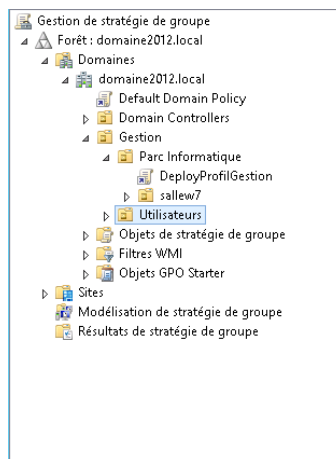 Gestion de stratégie de groupe
Forêt : domaine2012.local
Domaines
domaine2012.local
Default Domain Policy
Domain Controllers
Gestion
Parc Informatique
DeployProfilGestion
sallew7
Utilisateurs
Objets de stratégie de groupe
Filtres WMI
Objets GPO Starter
Sites
Modélisation de stratégie de groupe
Résultats de stratégie de groupe